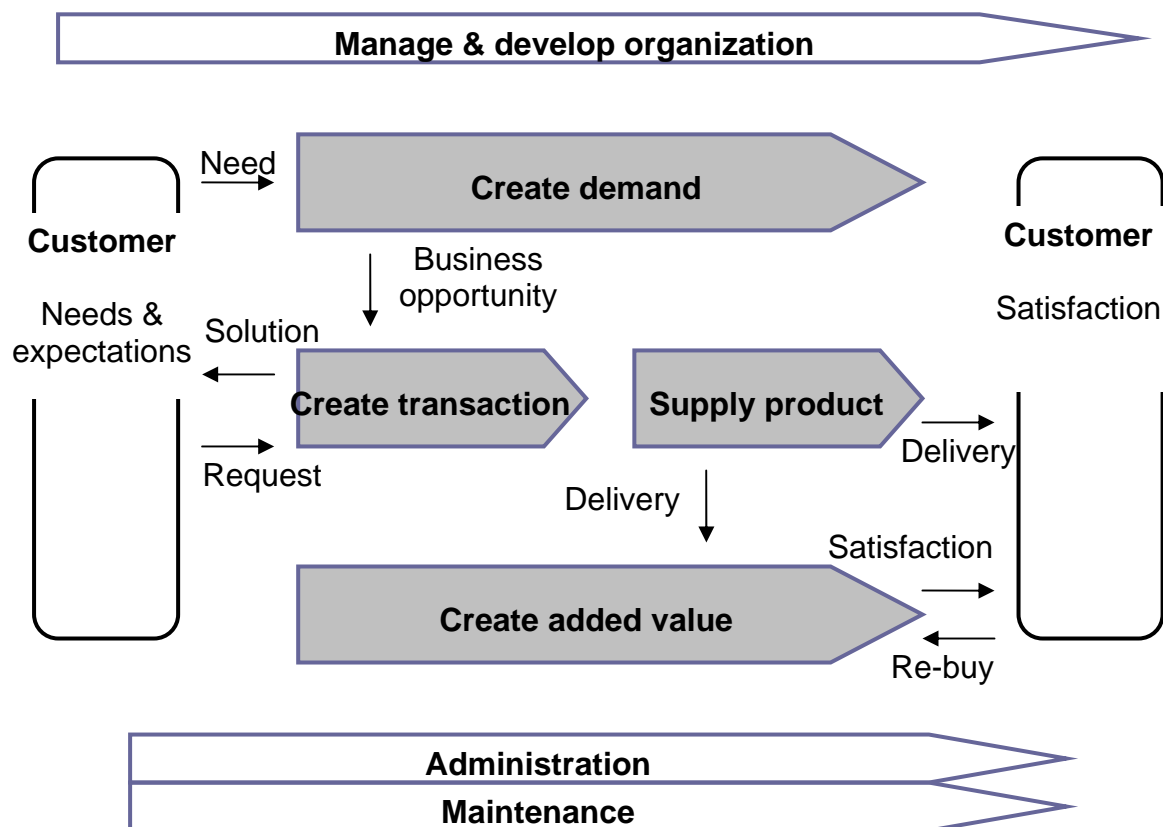 Manage & develop organization
Need
Create demand
Customer
Customer
Business
opportunity
Needs &
expectations
Solution
Satisfaction
Create transaction
Supply product
Request
Delivery
Delivery
Satisfaction
Create added value
Re-buy
Administration
Maintenance